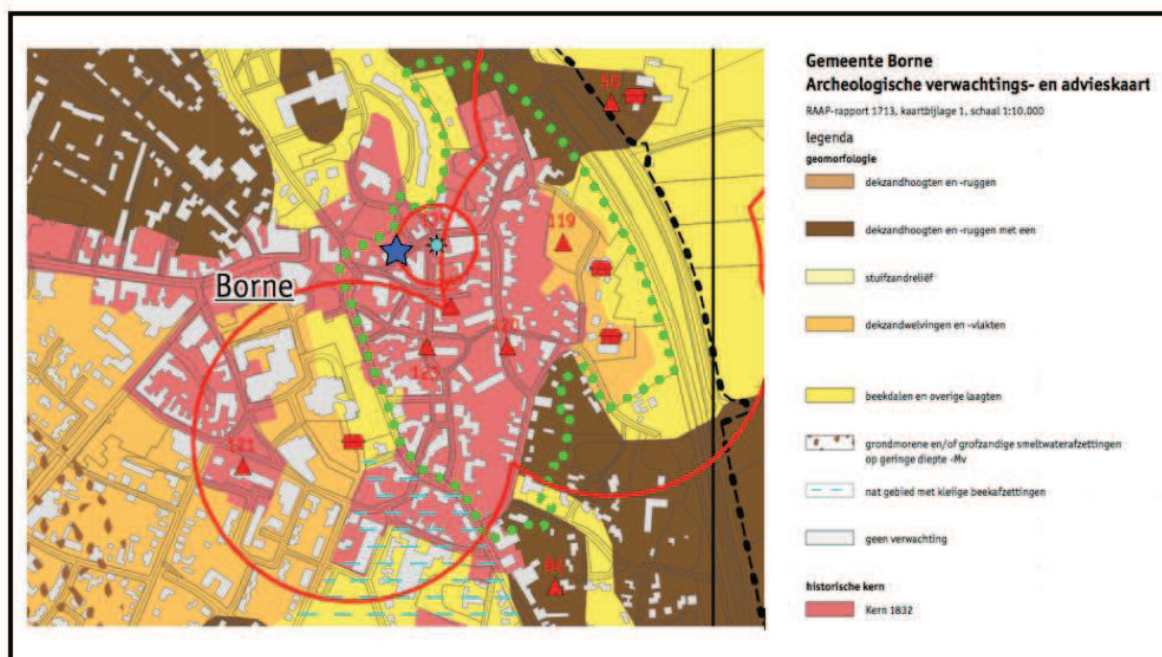 Gemeente Borne
Archeologische verwachtings- en advieskaart
RAAP-rapport 1713, kaartbijlage 1, schaal 1:10.000
legenda
geomorfologie
dekzandhoogten en -ruggen
dekzandhoogten en -ruggen met een
stuifzandreliëf
dekzandwelvingen en -vlakten
beekdalen en overige laagten
grondmorene en/of grofzandige smeltwaterafzettingen
op geringe diepte -Mv
nat gebied met kleiige beekafzettingen
geen verwachting
historische kern
Kern 1832
50
119
Borne
120
123
121
84